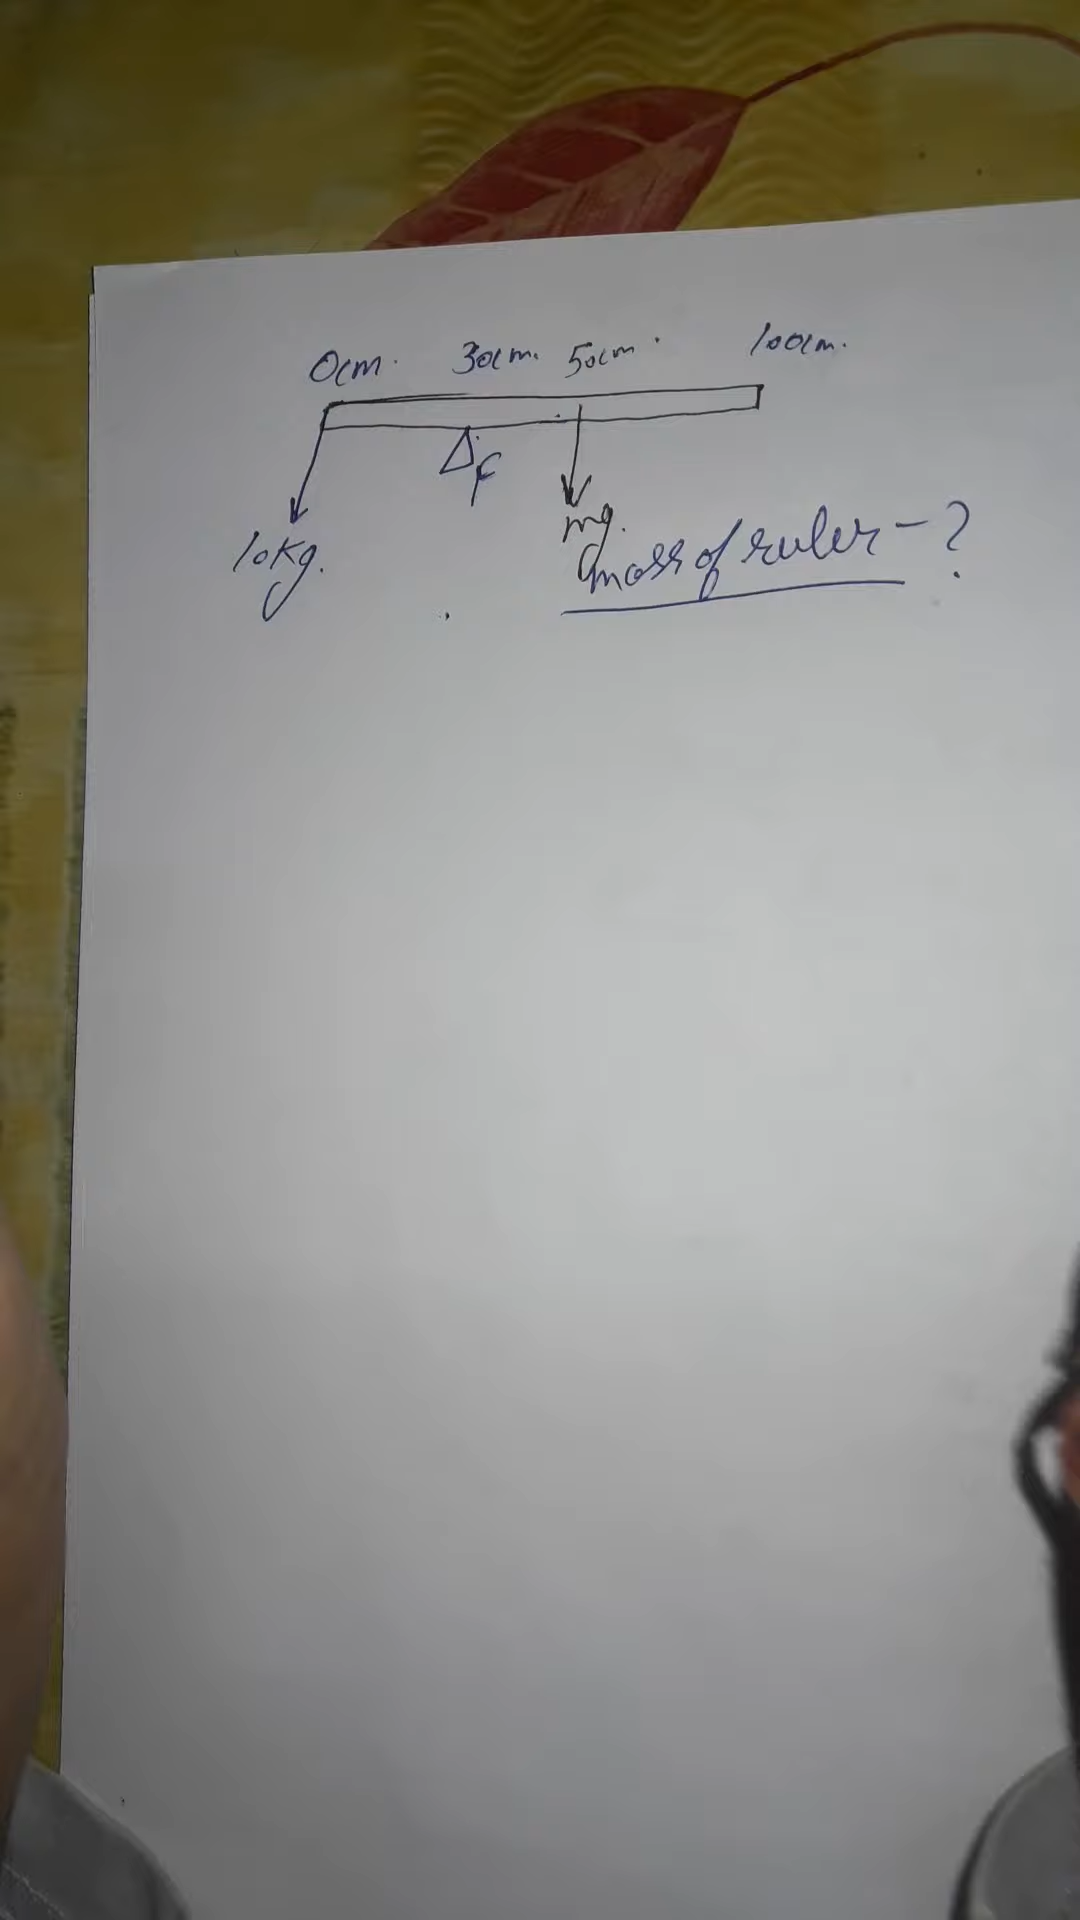 0cm. 30cm. 50cm. 100cm.
F
10kg.
mg.
mass of ruler - ?